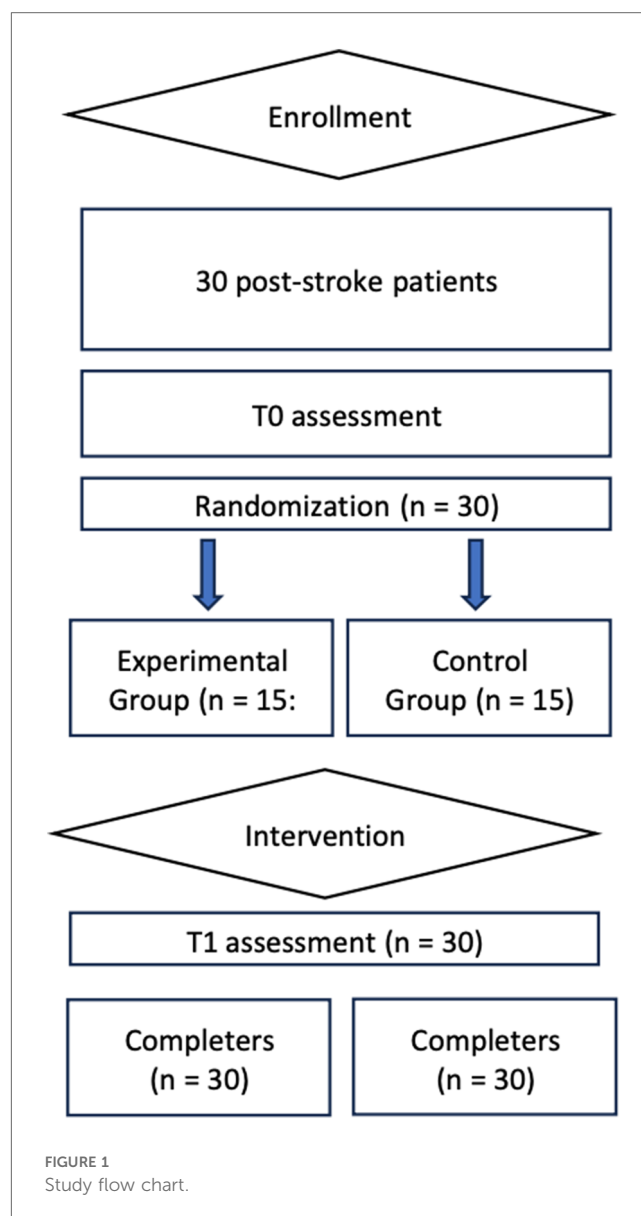 Enrollment
30 post-stroke patients
T0 assessment
Randomization (n = 30)
Experimental
Group (n = 15:
Control
Group (n = 15)
Intervention
T1 assessment (n = 30)
Completers
(n = 30)
Completers
(n = 30)
FIGURE 1
Study flow chart.